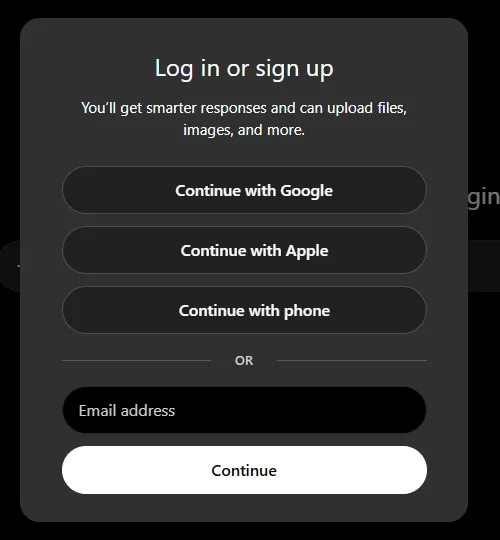 Log in or sign up
You’ll get smarter responses and can upload files,
images, and more.
Continue with Google
gin
Continue with Apple
Continue with phone
OR
Email address
Continue